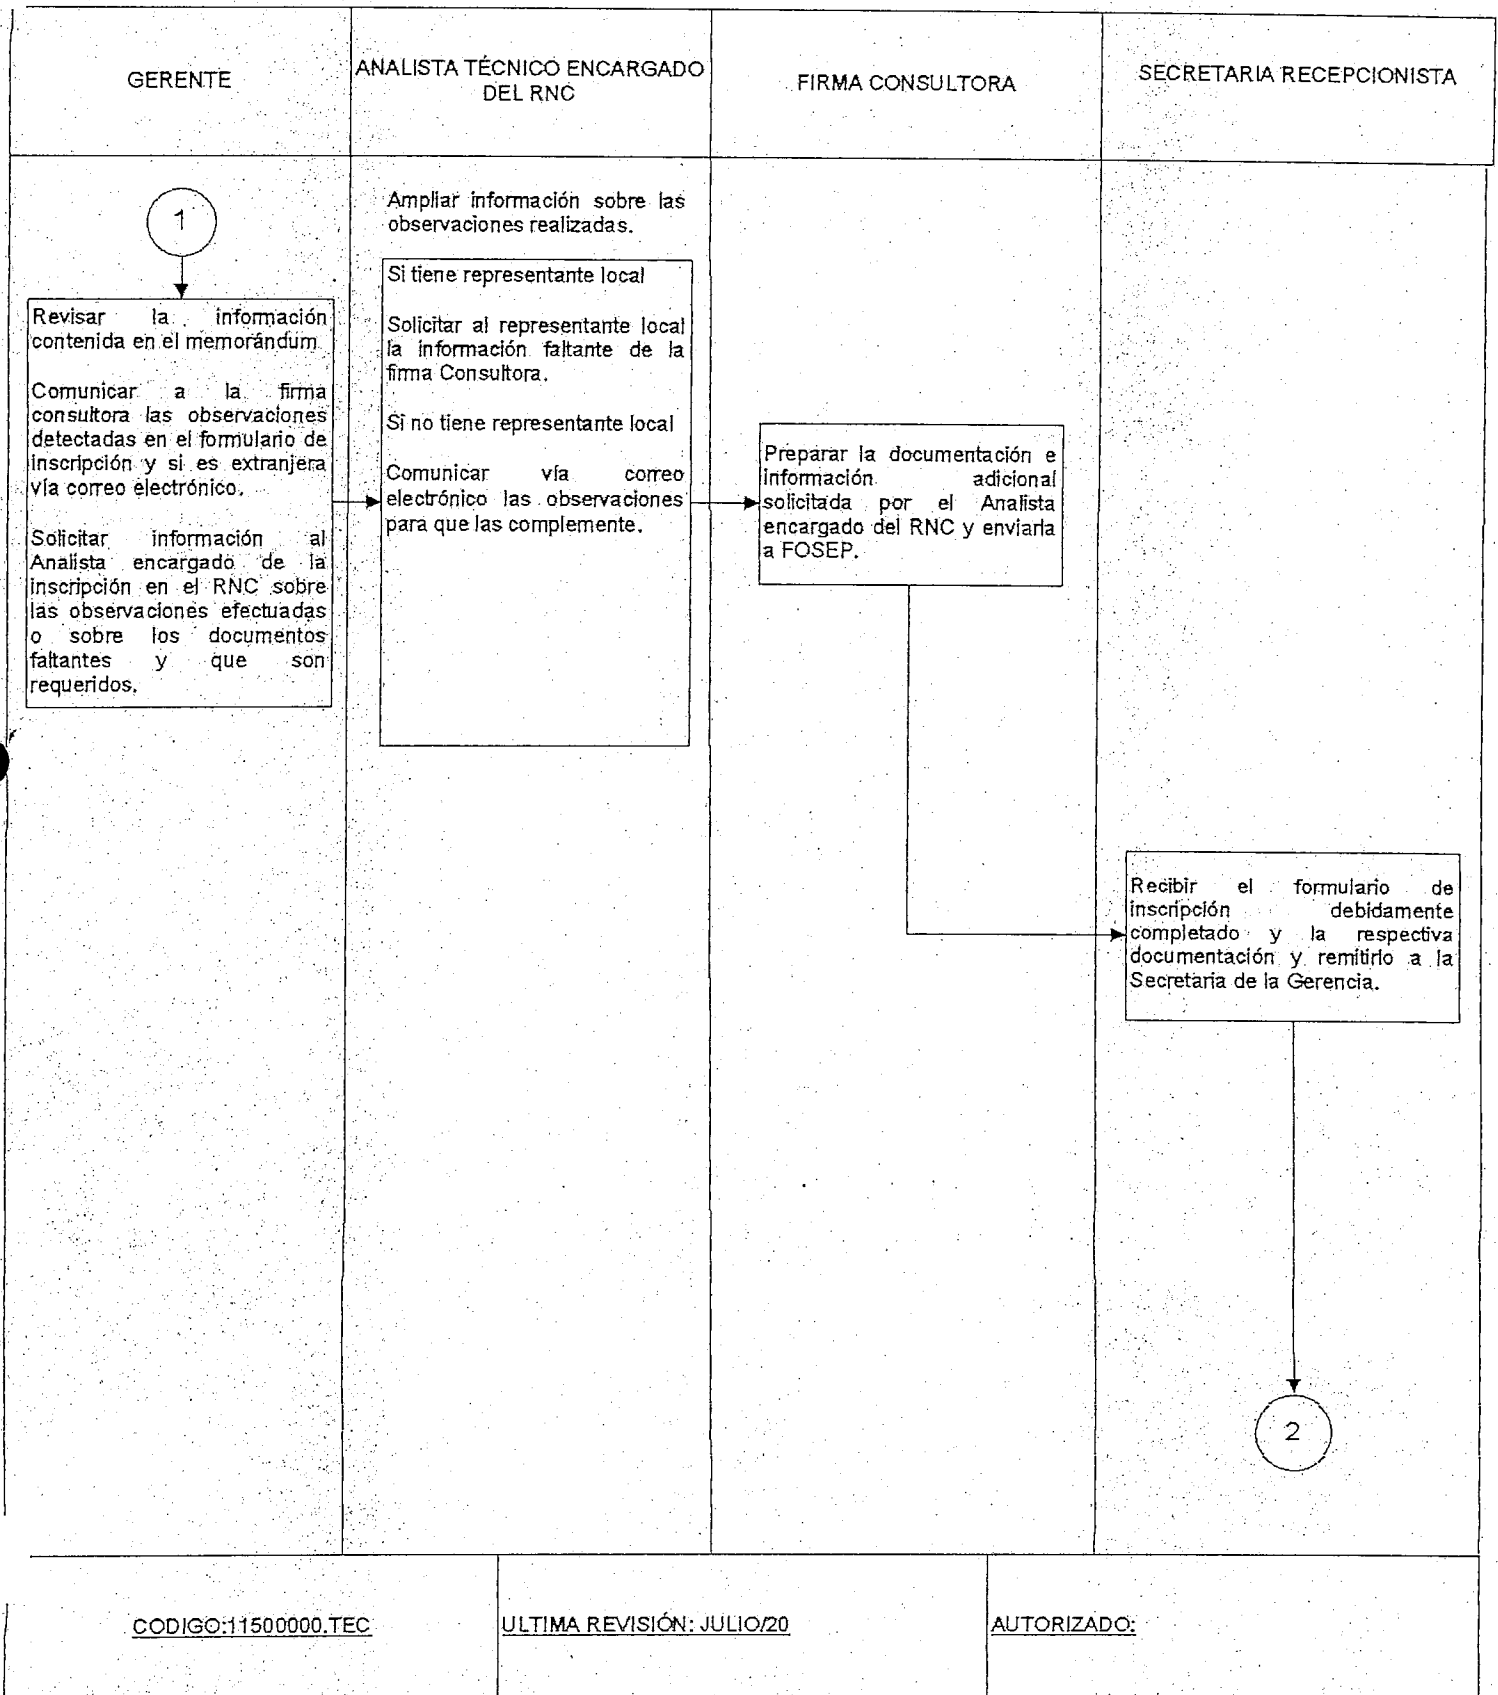 GERENTE
ANALISTA TÉCNICO ENCARGADO
DEL RNC
FIRMA CONSULTORA
SECRETARIA RECEPCIONISTA
1
Revisar la información
contenida en el memorándum
Comunicar a la firma
consultora las observaciones
detectadas en el formulario de
inscripción y si es extranjera
vía correo electrónico.
Solicitar información al
Analista encargado de la
inscripción en el RNC sobre
las observaciones efectuadas
o sobre los documentos
faltantes y que son
requeridos.
Ampliar información sobre las
observaciones realizadas.
Si tiene representante local
Solicitar al representante local
la información faltante de la
firma Consultora.
Si no tiene representante local
Comunicar vía correo
electrónico las observaciones
para que las complemente.
Preparar la documentación e
información adicional
solicitada por el Analista
encargado del RNC y enviarla
a FOSEP.
Recibir el formulario de
inscripción debidamente
completado y la respectiva
documentación y remitirlo a la
Secretaria de la Gerencia.
2
CODIGO:11500000.TEC
ULTIMA REVISIÓN: JULIO/20
AUTORIZADO: